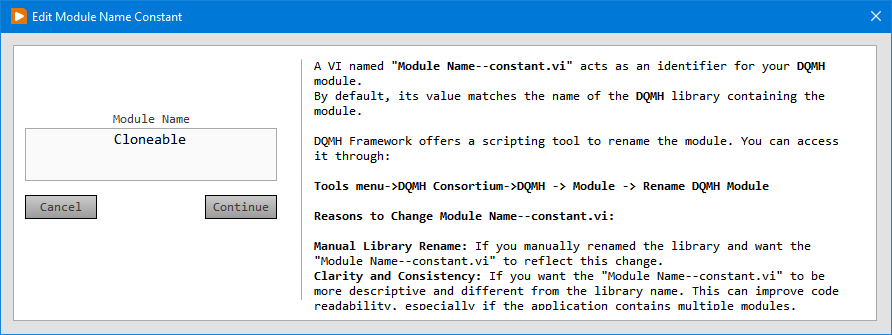 Edit Module Name Constant
Module Name
Cloneable
Cancel
Continue
A VI named "Module Name--constant.vi" acts as an identifier for your DQMH
module.
By default, its value matches the name of the DQMH library containing the
module.
DQMH Framework offers a scripting tool to rename the module. You can access
it through:
Tools menu->DQMH Consortium->DQMH -> Module -> Rename DQMH Module
Reasons to Change Module Name--constant.vi:
Manual Library Rename: If you manually renamed the library and want the
"Module Name--constant.vi" to reflect this change.
Clarity and Consistency: If you want the "Module Name--constant.vi" to be
more descriptive and different from the library name. This can improve code
readability, especially if the application contains multiple modules.